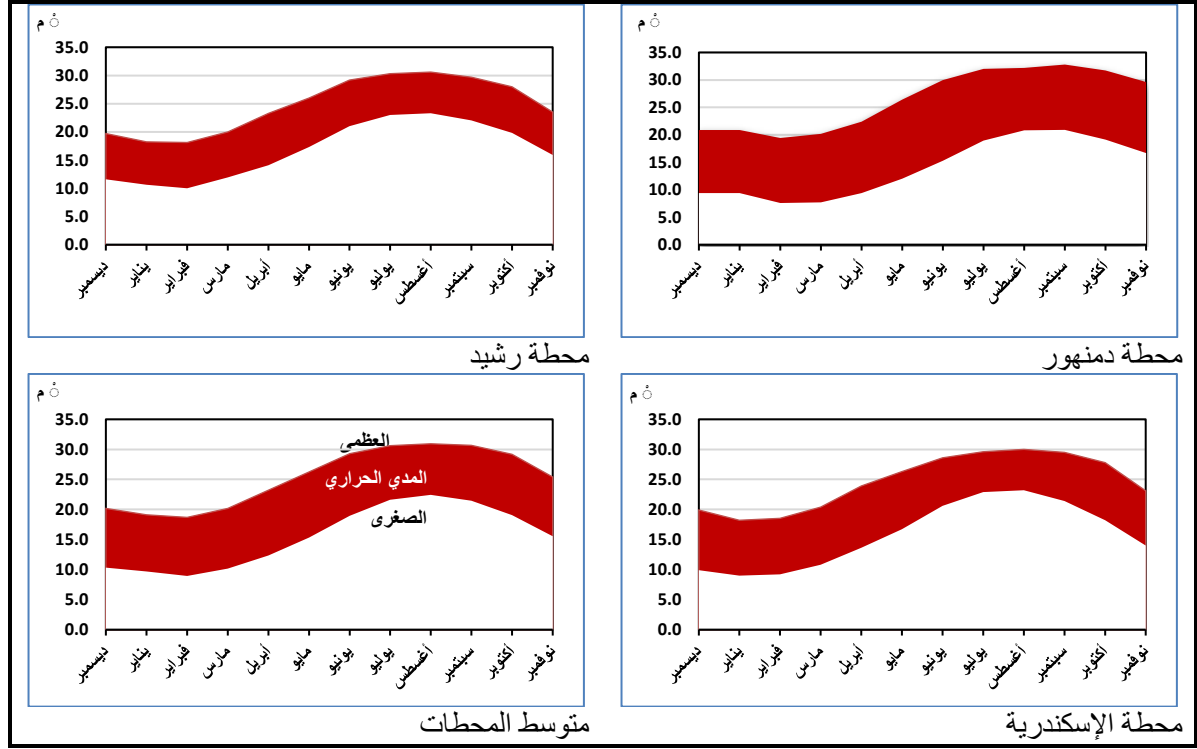 ْ م
35.0
30.0
25.0
20.0
15.0
10.0
5.0
0.0
ديسمبر
يناير
فبراير
مارس
أبريل
مايو
يونيو
يوليو
أغسطس
سبتمبر
أكتوبر
نوفمبر
محطة دمنهور
ْ م
35.0
30.0
25.0
20.0
15.0
10.0
5.0
0.0
ديسمبر
يناير
فبراير
مارس
أبريل
مايو
يونيو
يوليو
أغسطس
سبتمبر
أكتوبر
نوفمبر
محطة رشيد
ْ م
35.0
30.0
25.0
20.0
15.0
10.0
5.0
0.0
ديسمبر
يناير
فبراير
مارس
أبريل
مايو
يونيو
يوليو
أغسطس
سبتمبر
أكتوبر
نوفمبر
محطة الإسكندرية
ْ م
35.0
30.0
25.0
20.0
15.0
10.0
5.0
0.0
العظمى
المدي الحراري
الصغرى
ديسمبر
يناير
فبراير
مارس
أبريل
مايو
يونيو
يوليو
أغسطس
سبتمبر
أكتوبر
نوفمبر
متوسط المحطات